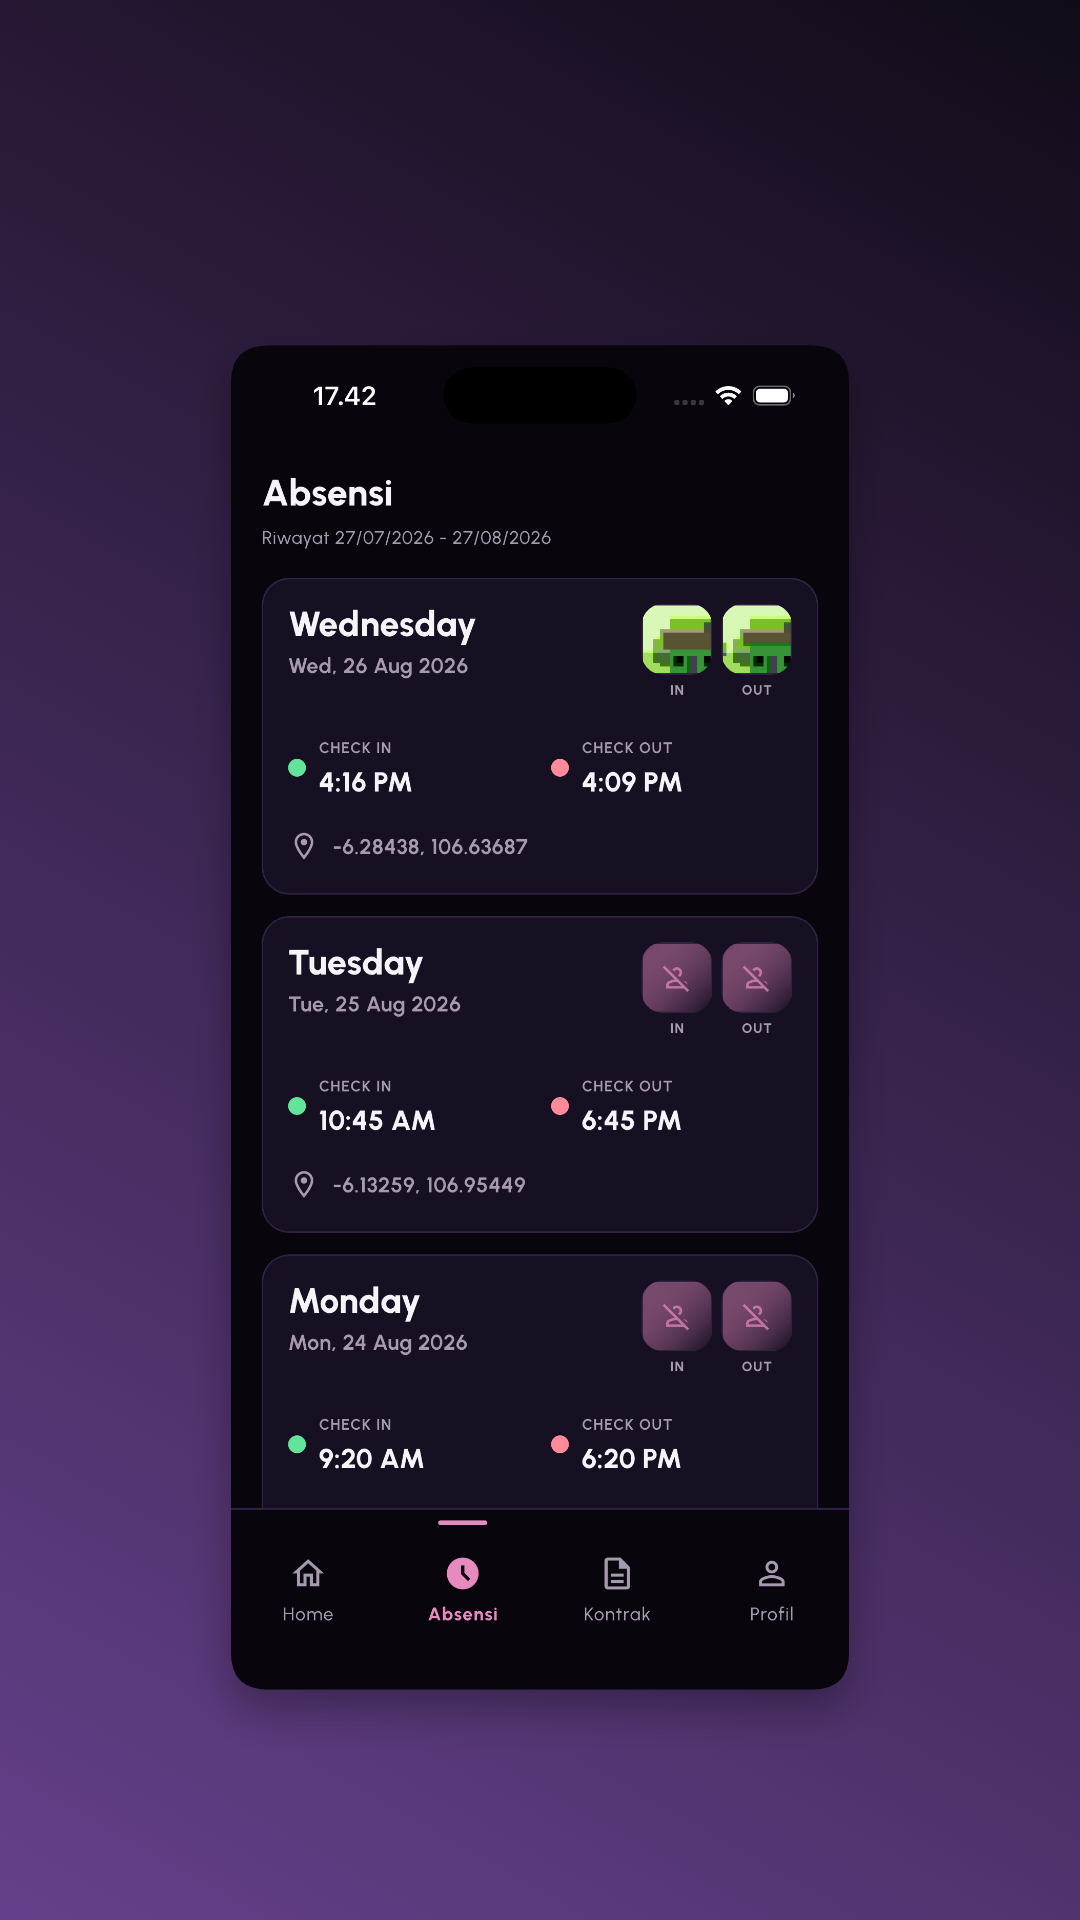 17.42
Absensi
Riwayat 27/07/2026 - 27/08/2026
Wednesday
Wed, 26 Aug 2026
IN
OUT
CHECK IN
4:16 PM
CHECK OUT
4:09 PM
-6.28438, 106.63687
Tuesday
Tue, 25 Aug 2026
IN
OUT
CHECK IN
10:45 AM
CHECK OUT
6:45 PM
-6.13259, 106.95449
Monday
Mon, 24 Aug 2026
IN
OUT
CHECK IN
9:20 AM
CHECK OUT
6:20 PM
Home
Absensi
Kontrak
Profil